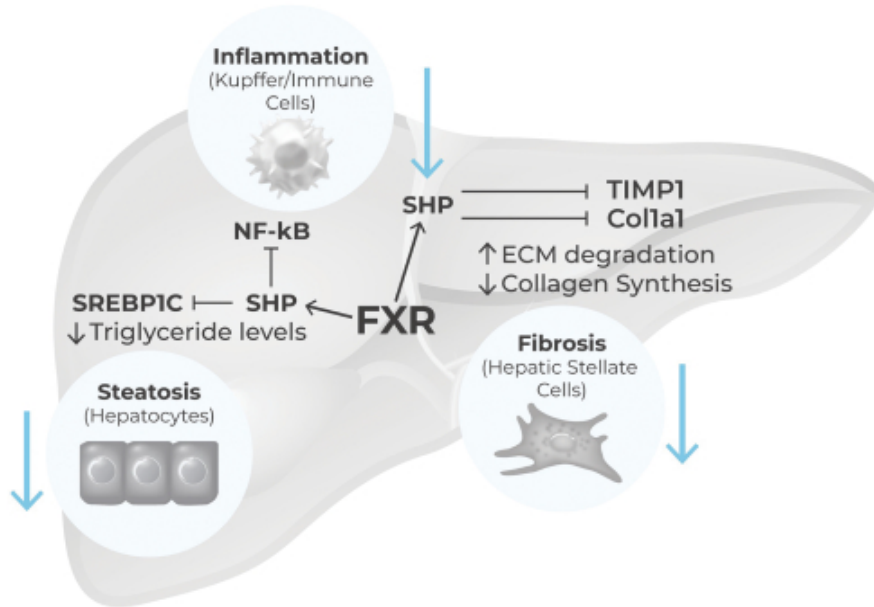 Inflammation
(Kupffer/Immune
Cells)
NF-kB
SREBP1C
SHP
↓ Triglyceride levels
FXR
SHP
TIMP1
Col1a1
↑ ECM degradation
↓ Collagen Synthesis
Steatosis
(Hepatocytes)
Fibrosis
(Hepatic Stellate
Cells)